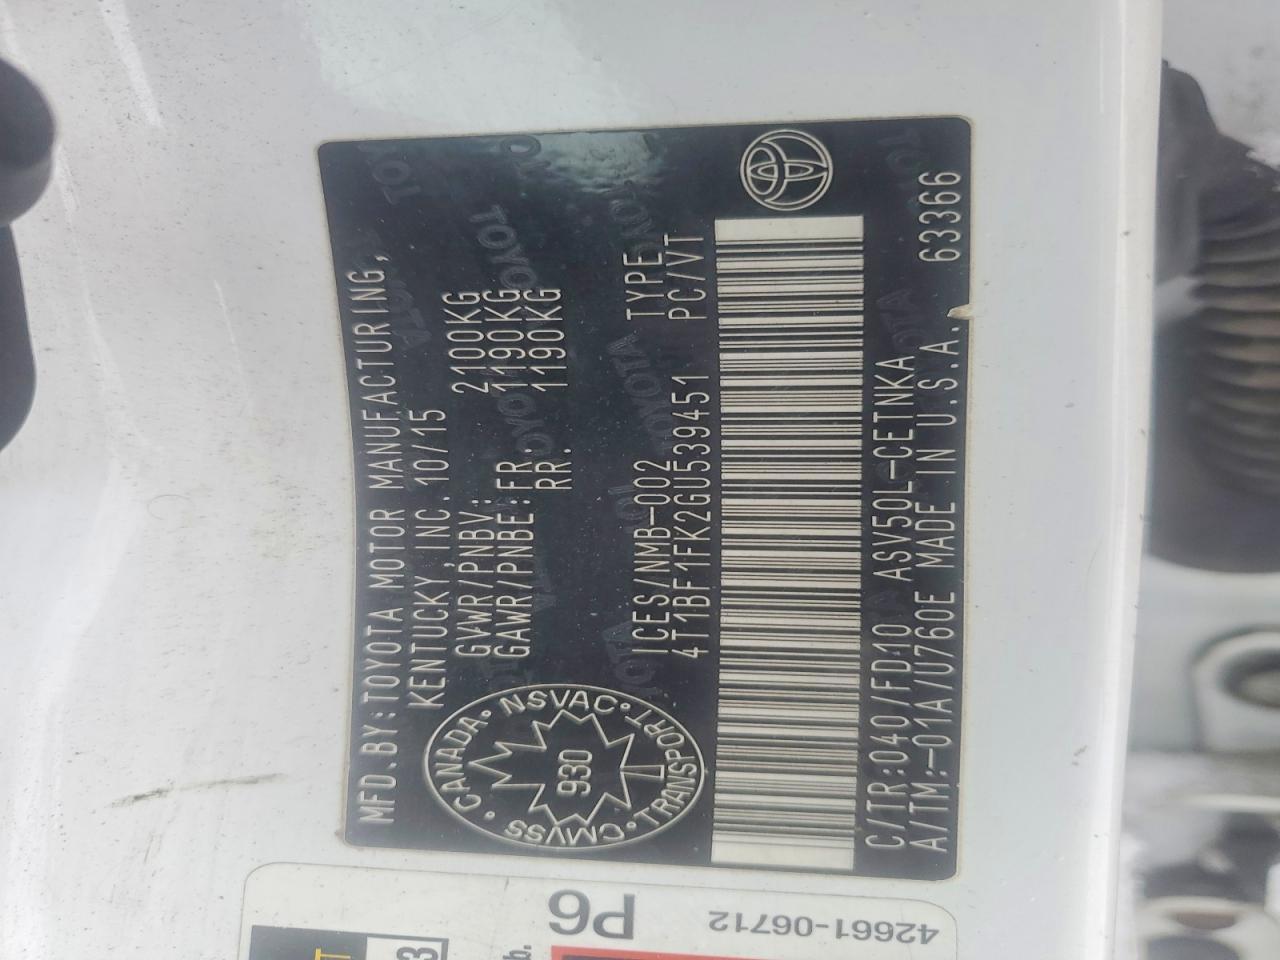 MFD.BY:TOYOTA MOTOR MANUFACTURING,
KENTUCKY,INC. 10/15
GVWR/PNBV: 2100KG
GAWR/PNBE:FR. 1190KG
RR. 1190KG
CANADA • NSVAC • TRANSPORT • CMVSS •
930
ICES/NMB-002 TYPE
4T1BF1FK2GU539451 PC/VT
C/TR:040/FD10 ASV50L-CETNKA
A/TM:-01A/U760E MADE IN U.S.A. 63366
P6
42661-06712